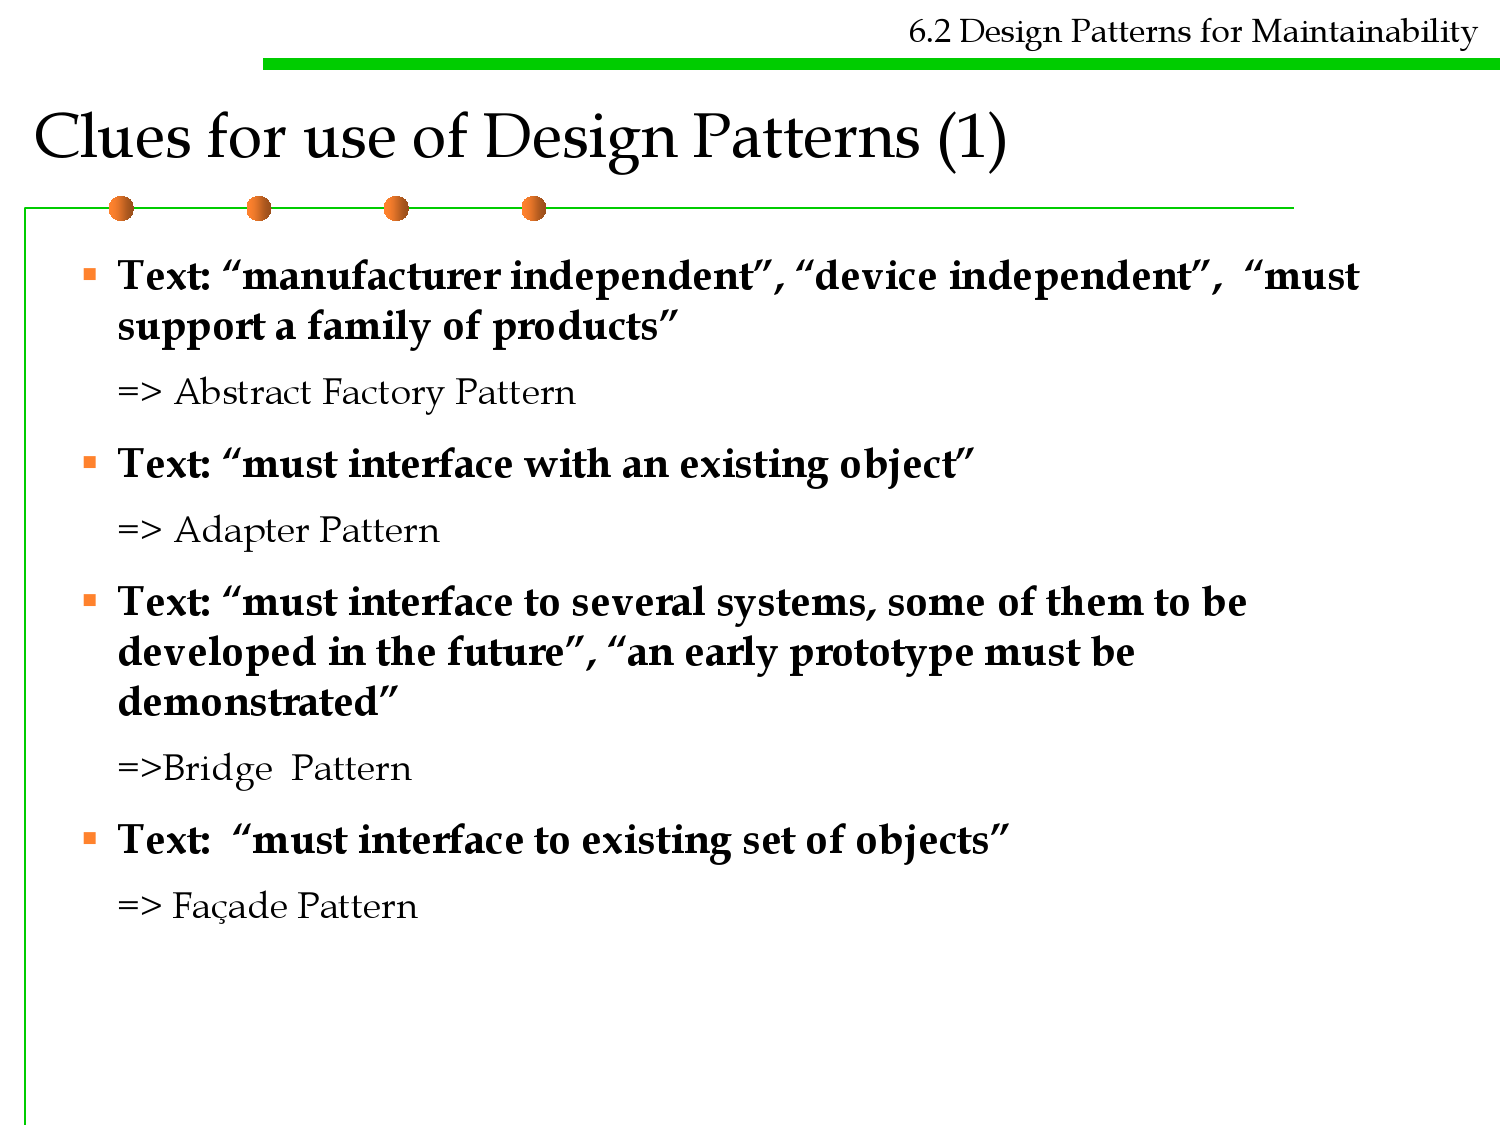 6.2 Design Patterns for Maintainability
Clues for use of Design Patterns (1)
▪ Text: “manufacturer independent”, “device independent”,  “must
support a family of products”
=> Abstract Factory Pattern
▪ Text: “must interface with an existing object”
=> Adapter Pattern
▪ Text: “must interface to several systems, some of them to be
developed in the future”, “an early prototype must be
demonstrated”
=>Bridge  Pattern
▪ Text:  “must interface to existing set of objects”
=> Façade Pattern